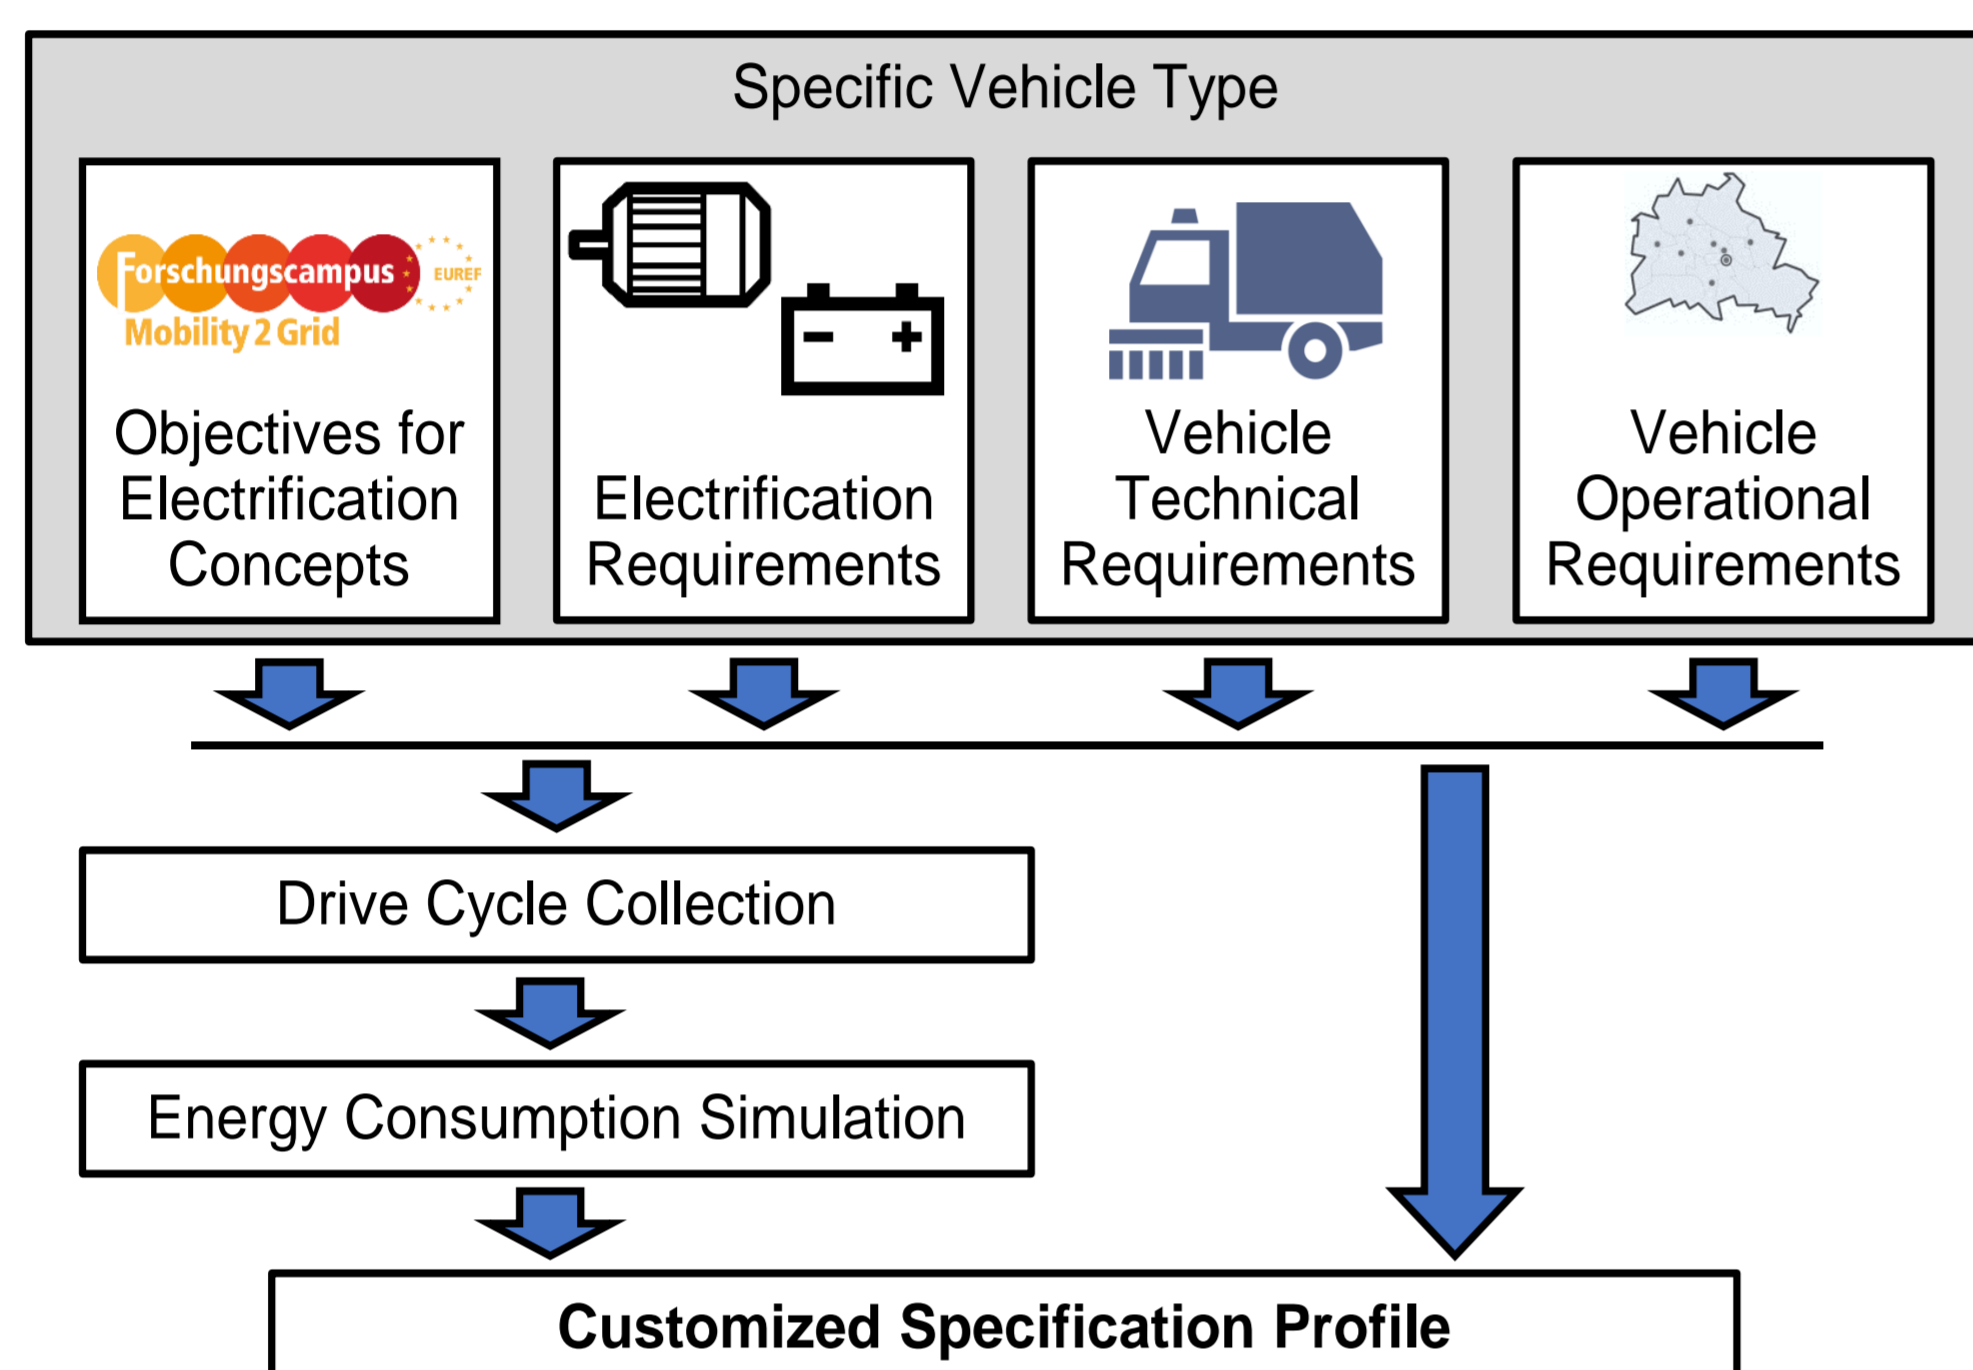 Specific Vehicle Type
Forschungscampus
EUREF
Mobility 2 Grid
Objectives for
Electrification
Concepts
Electrification
Requirements
Vehicle
Technical
Requirements
Vehicle
Operational
Requirements
Drive Cycle Collection
Energy Consumption Simulation
Customized Specification Profile